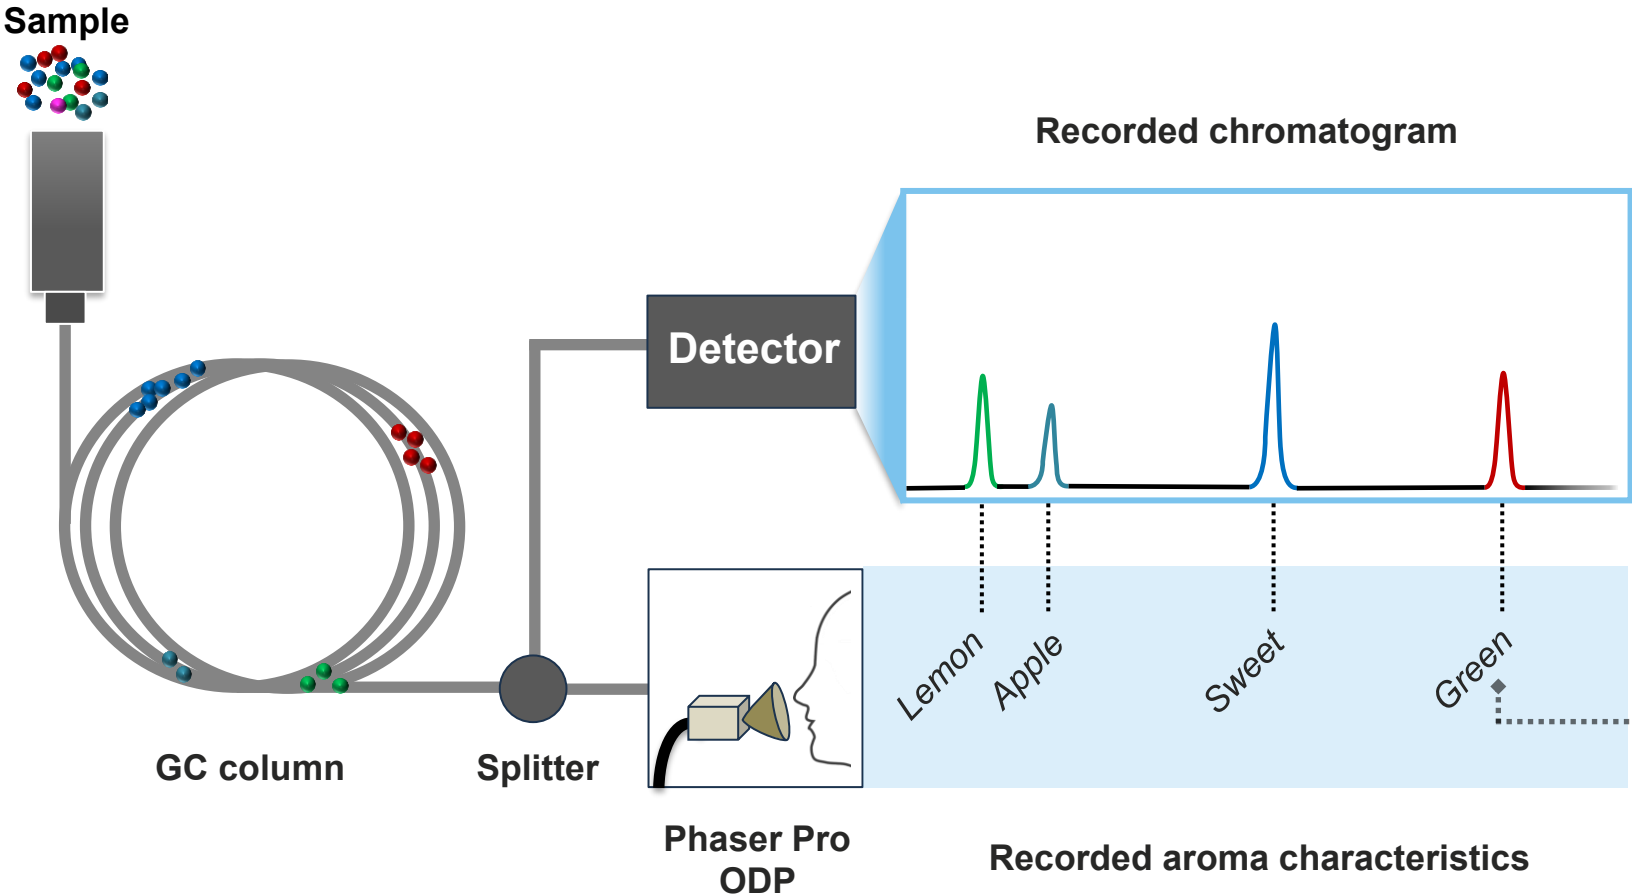 Sample
Recorded chromatogram
Detector
Lemon
Apple
Sweet
Green
GC column
Splitter
Phaser Pro
ODP
Recorded aroma characteristics